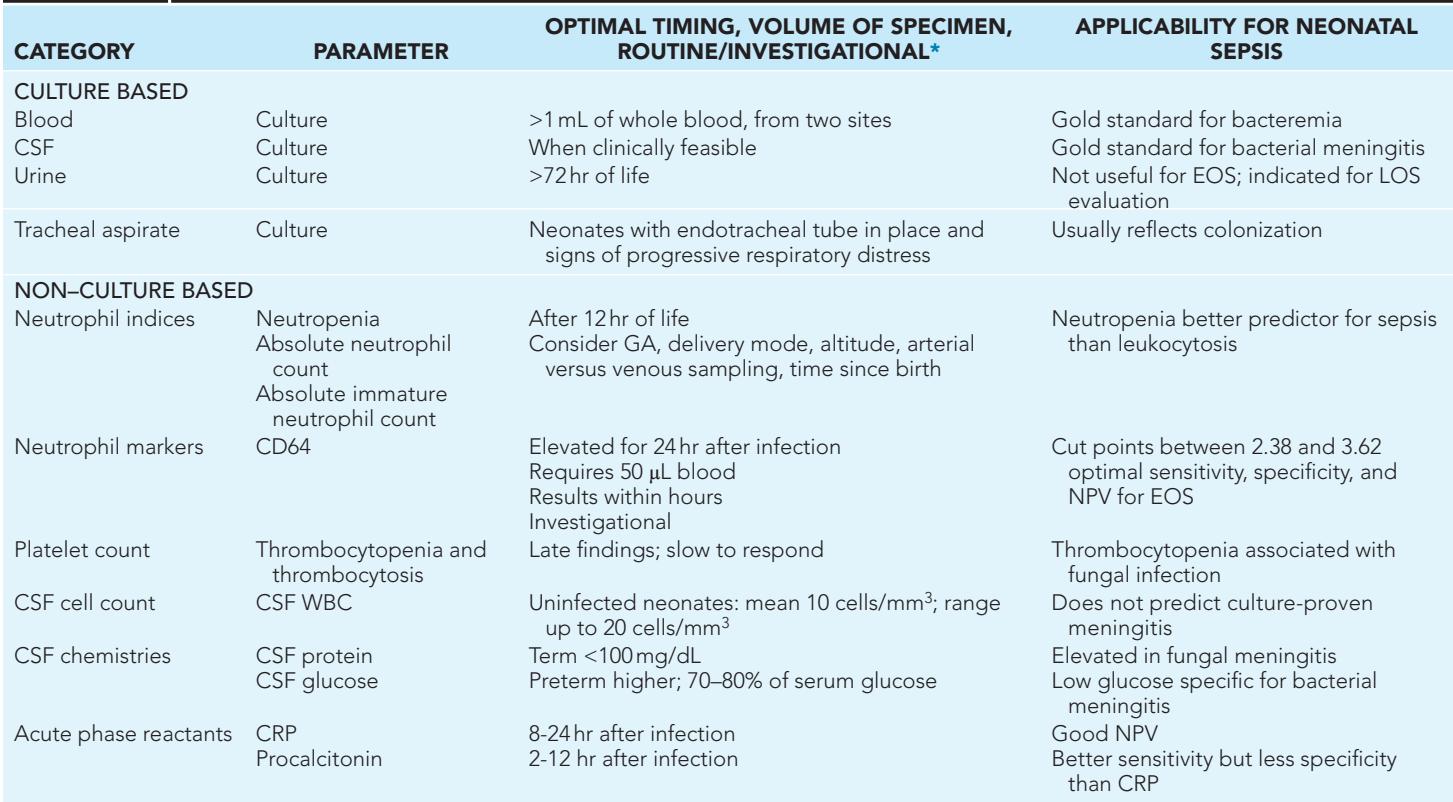 CATEGORY PARAMETER OPTIMAL TIMING, VOLUME OF SPECIMEN, ROUTINE/INVESTIGATIONAL* APPLICABILITY FOR NEONATAL SEPSIS
CULTURE BASED
Blood Culture >1 mL of whole blood, from two sites Gold standard for bacteremia
CSF Culture When clinically feasible Gold standard for bacterial meningitis
Urine Culture >72 hr of life Not useful for EOS; indicated for LOS
evaluation
Tracheal aspirate Culture Neonates with endotracheal tube in place and Usually reflects colonization
signs of progressive respiratory distress
NON–CULTURE BASED
Neutrophil indices Neutropenia After 12 hr of life Neutropenia better predictor for sepsis
Absolute neutrophil Consider GA, delivery mode, altitude, arterial than leukocytosis
count versus venous sampling, time since birth
Absolute immature
neutrophil count
Neutrophil markers CD64 Elevated for 24 hr after infection Cut points between 2.38 and 3.62
Requires 50 μL blood optimal sensitivity, specificity, and
Results within hours NPV for EOS
Investigational
Platelet count Thrombocytopenia and Late findings; slow to respond Thrombocytopenia associated with
thrombocytosis fungal infection
CSF cell count CSF WBC Uninfected neonates: mean 10 cells/mm³; range Does not predict culture-proven
up to 20 cells/mm³ meningitis
CSF chemistries CSF protein Term <100 mg/dL Elevated in fungal meningitis
CSF glucose Preterm higher; 70–80% of serum glucose Low glucose specific for bacterial
meningitis
Acute phase reactants CRP 8-24 hr after infection Good NPV
Procalcitonin 2-12 hr after infection Better sensitivity but less specificity
than CRP